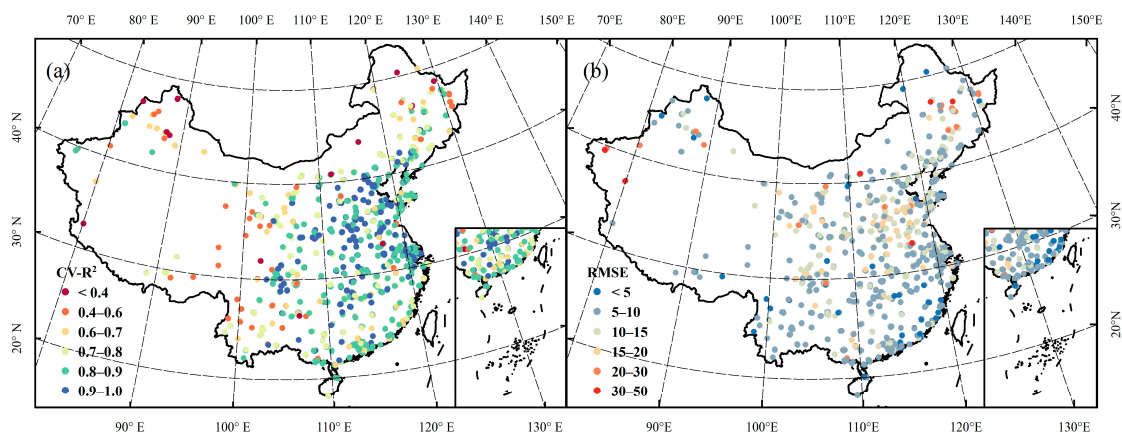 70° E 80° E 90° E 100° E 110° E 120° E 130° E 140° E 150° E 70° E 80° E 90° E 100° E 110° E 120° E 130° E 140° E 150° E
(a)
(b)
40° N
30° N
20° N
CV-R²
< 0.4
0.4–0.6
0.6–0.7
0.7–0.8
0.8–0.9
0.9–1.0
RMSE
< 5
5–10
10–15
15–20
20–30
30–50
40° N
30° N
20° N
90° E 100° E 110° E 120° E 130° E 90° E 100° E 110° E 120° E 130° E